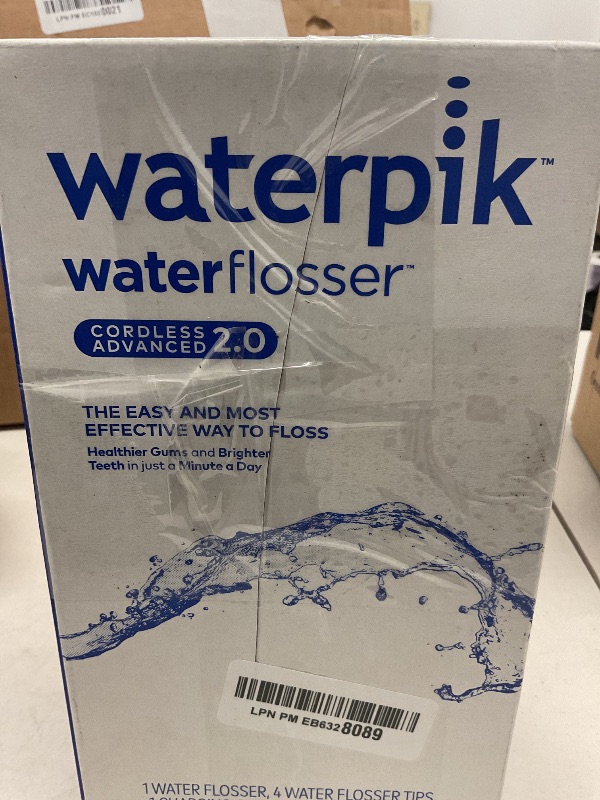 waterpik™
waterflosser™
CORDLESS
ADVANCED 2.0
THE EASY AND MOST
EFFECTIVE WAY TO FLOSS
Healthier Gums and Brighter
Teeth in just a Minute a Day
LPN PM EB6328089
1 WATER FLOSSER, 4 WATER FLOSSER TIPS